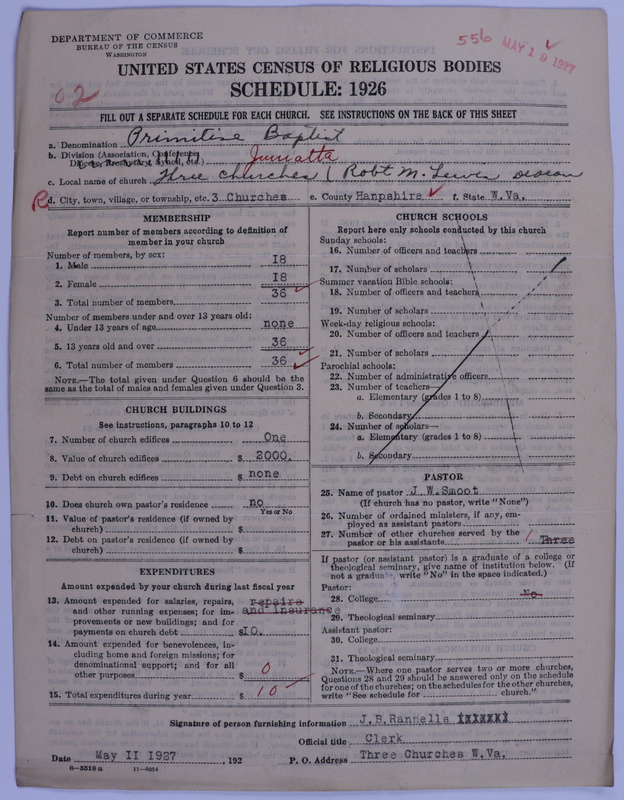 DEPARTMENT OF COMMERCE
BUREAU OF THE CENSUS
WASHINGTON
556 MAY 19 1927
UNITED STATES CENSUS OF RELIGIOUS BODIES
02
SCHEDULE: 1926
FILL OUT A SEPARATE SCHEDULE FOR EACH CHURCH. SEE INSTRUCTIONS ON THE BACK OF THIS SHEET
a. Denomination Primitive Baptist
b. Division (Association, Conference,
Diocese, Presbytery, Synod, etc.) Juniatta
c. Local name of church Three churches (Robt M. Lewis deacon
R d. City, town, village, or township, etc. 3 Churches e. County Hanpshire f. State W.Va.
MEMBERSHIP
Report number of members according to definition of
member in your church
Number of members, by sex:
1. Male 18
2. Female 18
3. Total number of members 36
Number of members under and over 13 years old:
4. Under 13 years of age none
5. 13 years old and over 36
6. Total number of members 36
NOTE.—The total given under Question 6 should be the
same as the total of males and females given under Question 3.
CHURCH BUILDINGS
See instructions, paragraphs 10 to 12
7. Number of church edifices One
8. Value of church edifices $ 2000.
9. Debt on church edifices $ none
10. Does church own pastor's residence no
Yes or No
11. Value of pastor's residence (if owned by
church) $
12. Debt on pastor's residence (if owned by
church) $
EXPENDITURES
Amount expended by your church during last fiscal year
13. Amount expended for salaries, repairs, repairs
and other running expenses; for im- and insurance
provements or new buildings; and for
payments on church debt $10.
14. Amount expended for benevolences, in-
cluding home and foreign missions; for
denominational support; and for all
other purposes $ 0
15. Total expenditures during year $ 10
CHURCH SCHOOLS
Report here only schools conducted by this church
Sunday schools:
16. Number of officers and teachers
17. Number of scholars
Summer vacation Bible schools:
18. Number of officers and teachers
19. Number of scholars
Week-day religious schools:
20. Number of officers and teachers
21. Number of scholars
Parochial schools:
22. Number of administrative officers
23. Number of teachers—
a. Elementary (grades 1 to 8)
b. Secondary
24. Number of scholars—
a. Elementary (grades 1 to 8)
b. Secondary
PASTOR
25. Name of pastor J.W.Smoot
(If church has no pastor, write "None")
26. Number of ordained ministers, if any, em-
ployed as assistant pastors
27. Number of other churches served by the
pastor or his assistants Three
If pastor (or assistant pastor) is a graduate of a college or
theological seminary, give name of institution below. (If
not a graduate, write "No" in the space indicated.)
Pastor:
28. College No
29. Theological seminary
Assistant pastor:
30. College
31. Theological seminary
NOTE.—Where one pastor serves two or more churches,
Questions 28 and 29 should be answered only on the schedule
for one of the churches; on the schedules for the other churches,
write "See schedule for church."
Signature of person furnishing information J.B.Rannells
Official title Clerk
Date May 11 1927, 192 P. O. Address Three Churches W.Va.
8—5518a 11—9034